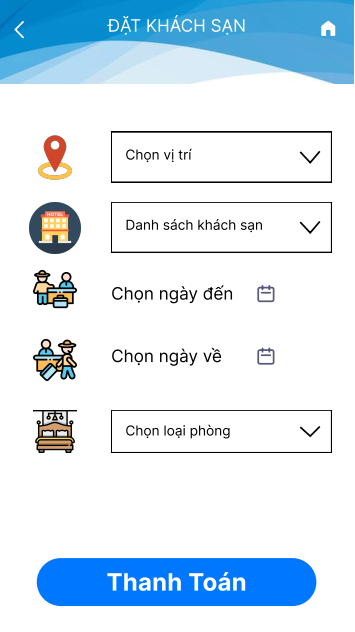 ĐẶT KHÁCH SẠN
Chọn vị trí
HOTEL
Danh sách khách sạn
Chọn ngày đến
Chọn ngày về
Chọn loại phòng
Thanh Toán